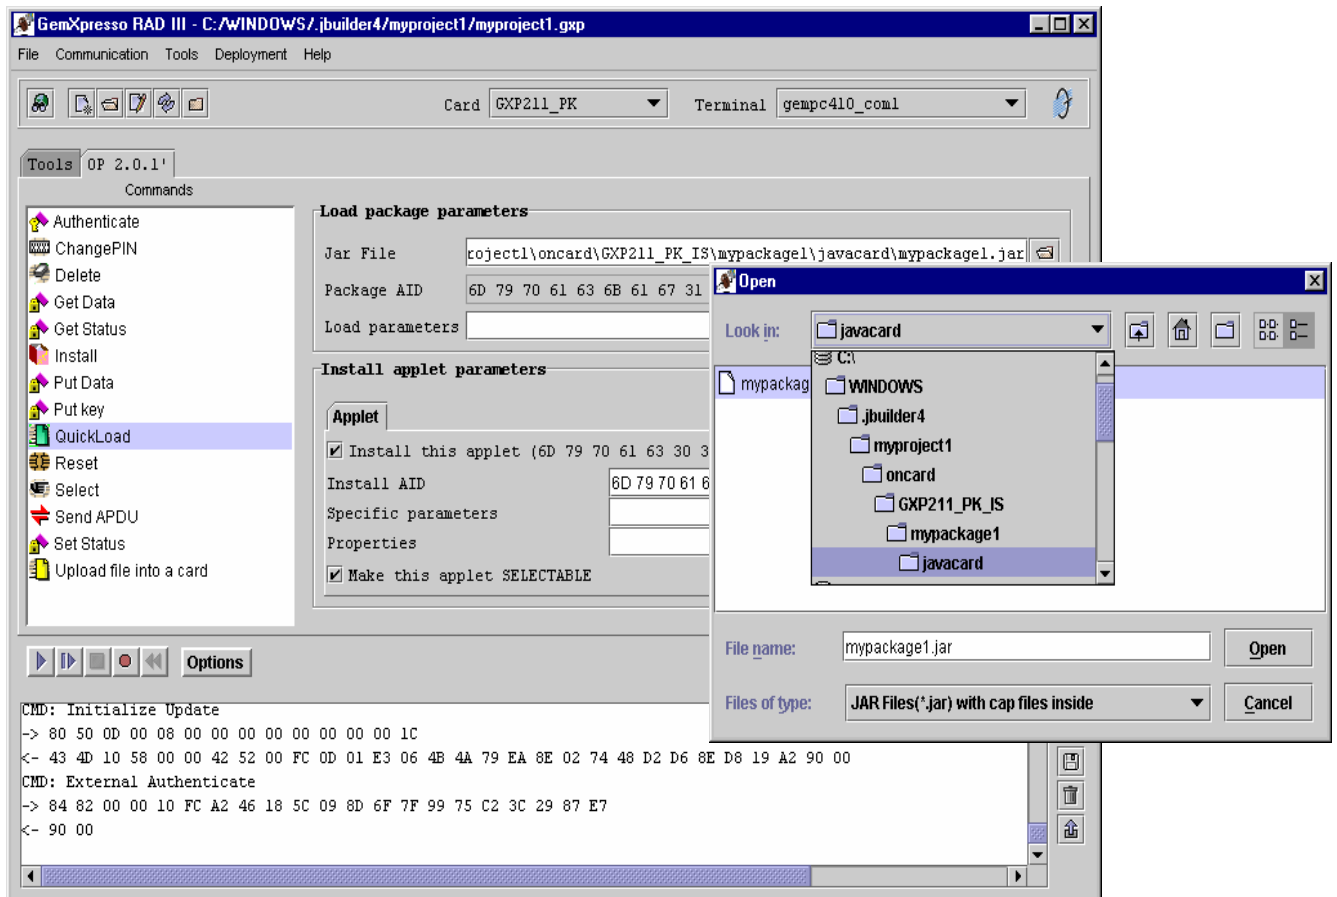 GemXpresso RAD III - C:/WINDOWS/.jbuilder4/myproject1/myproject1.gxp
File Communication Tools Deployment Help
Card GXP211_PK Terminal gempc410_com1
Tools OP 2.0.1'
Commands
Authenticate
ChangePIN
Delete
Get Data
Get Status
Install
Put Data
Put key
QuickLoad
Reset
Select
Send APDU
Set Status
Upload file into a card
Load package parameters
Jar File roject1\oncard\GXP211_PK_IS\mypackage1\javacard\mypackage1.jar
Package AID 6D 79 70 61 63 6B 61 67 31
Load parameters
Install applet parameters
Applet
Install this applet (6D 79 70 61 63 30 3
Install AID 6D 79 70 61 6
Specific parameters
Properties
Make this applet SELECTABLE
Open
Look in: javacard
C:\
mypackag
WINDOWS
.jbuilder4
myproject1
oncard
GXP211_PK_IS
mypackage1
javacard
File name: mypackage1.jar Open
Files of type: JAR Files(*.jar) with cap files inside Cancel
Options
CMD: Initialize Update
-> 80 50 0D 00 08 00 00 00 00 00 00 00 00 1C
<- 43 4D 10 58 00 00 42 52 00 FC 0D 01 E3 06 4B 4A 79 EA 8E 02 74 48 D2 D6 8E D8 19 A2 90 00
CMD: External Authenticate
-> 84 82 00 00 10 FC A2 46 18 5C 09 8D 6F 7F 99 75 C2 3C 29 87 E7
<- 90 00